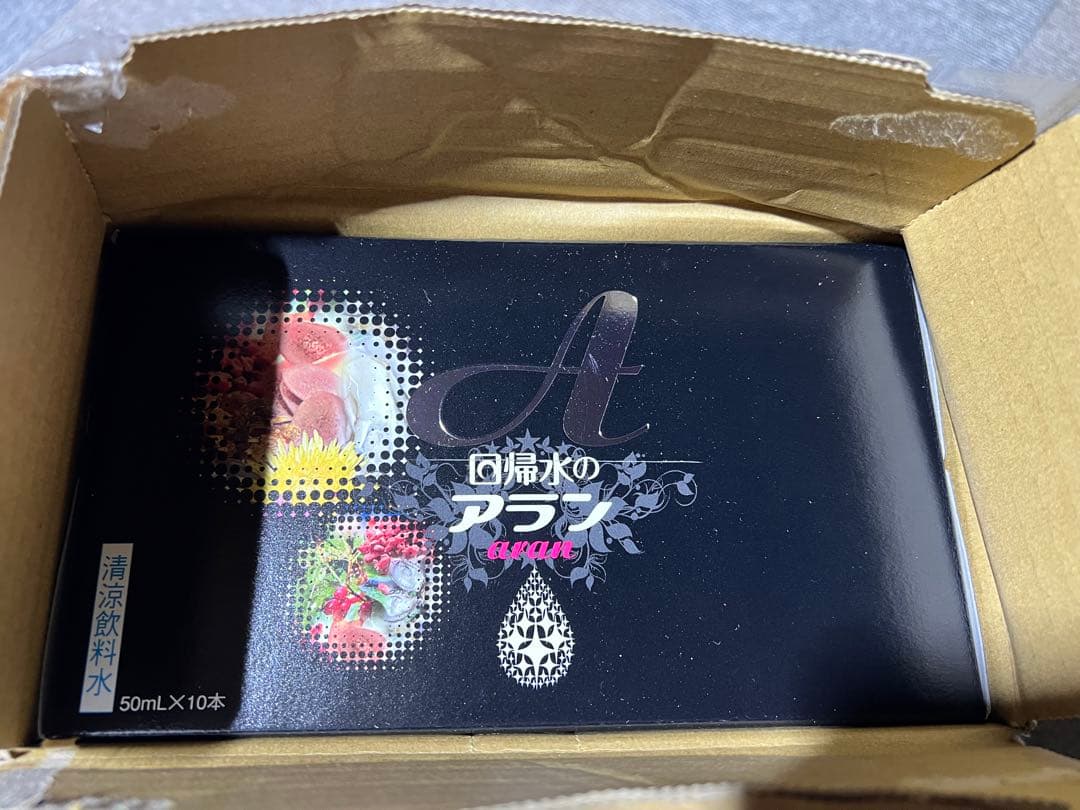 A
回帰水の
アラン
aran
清涼飲料水
50mL×10本